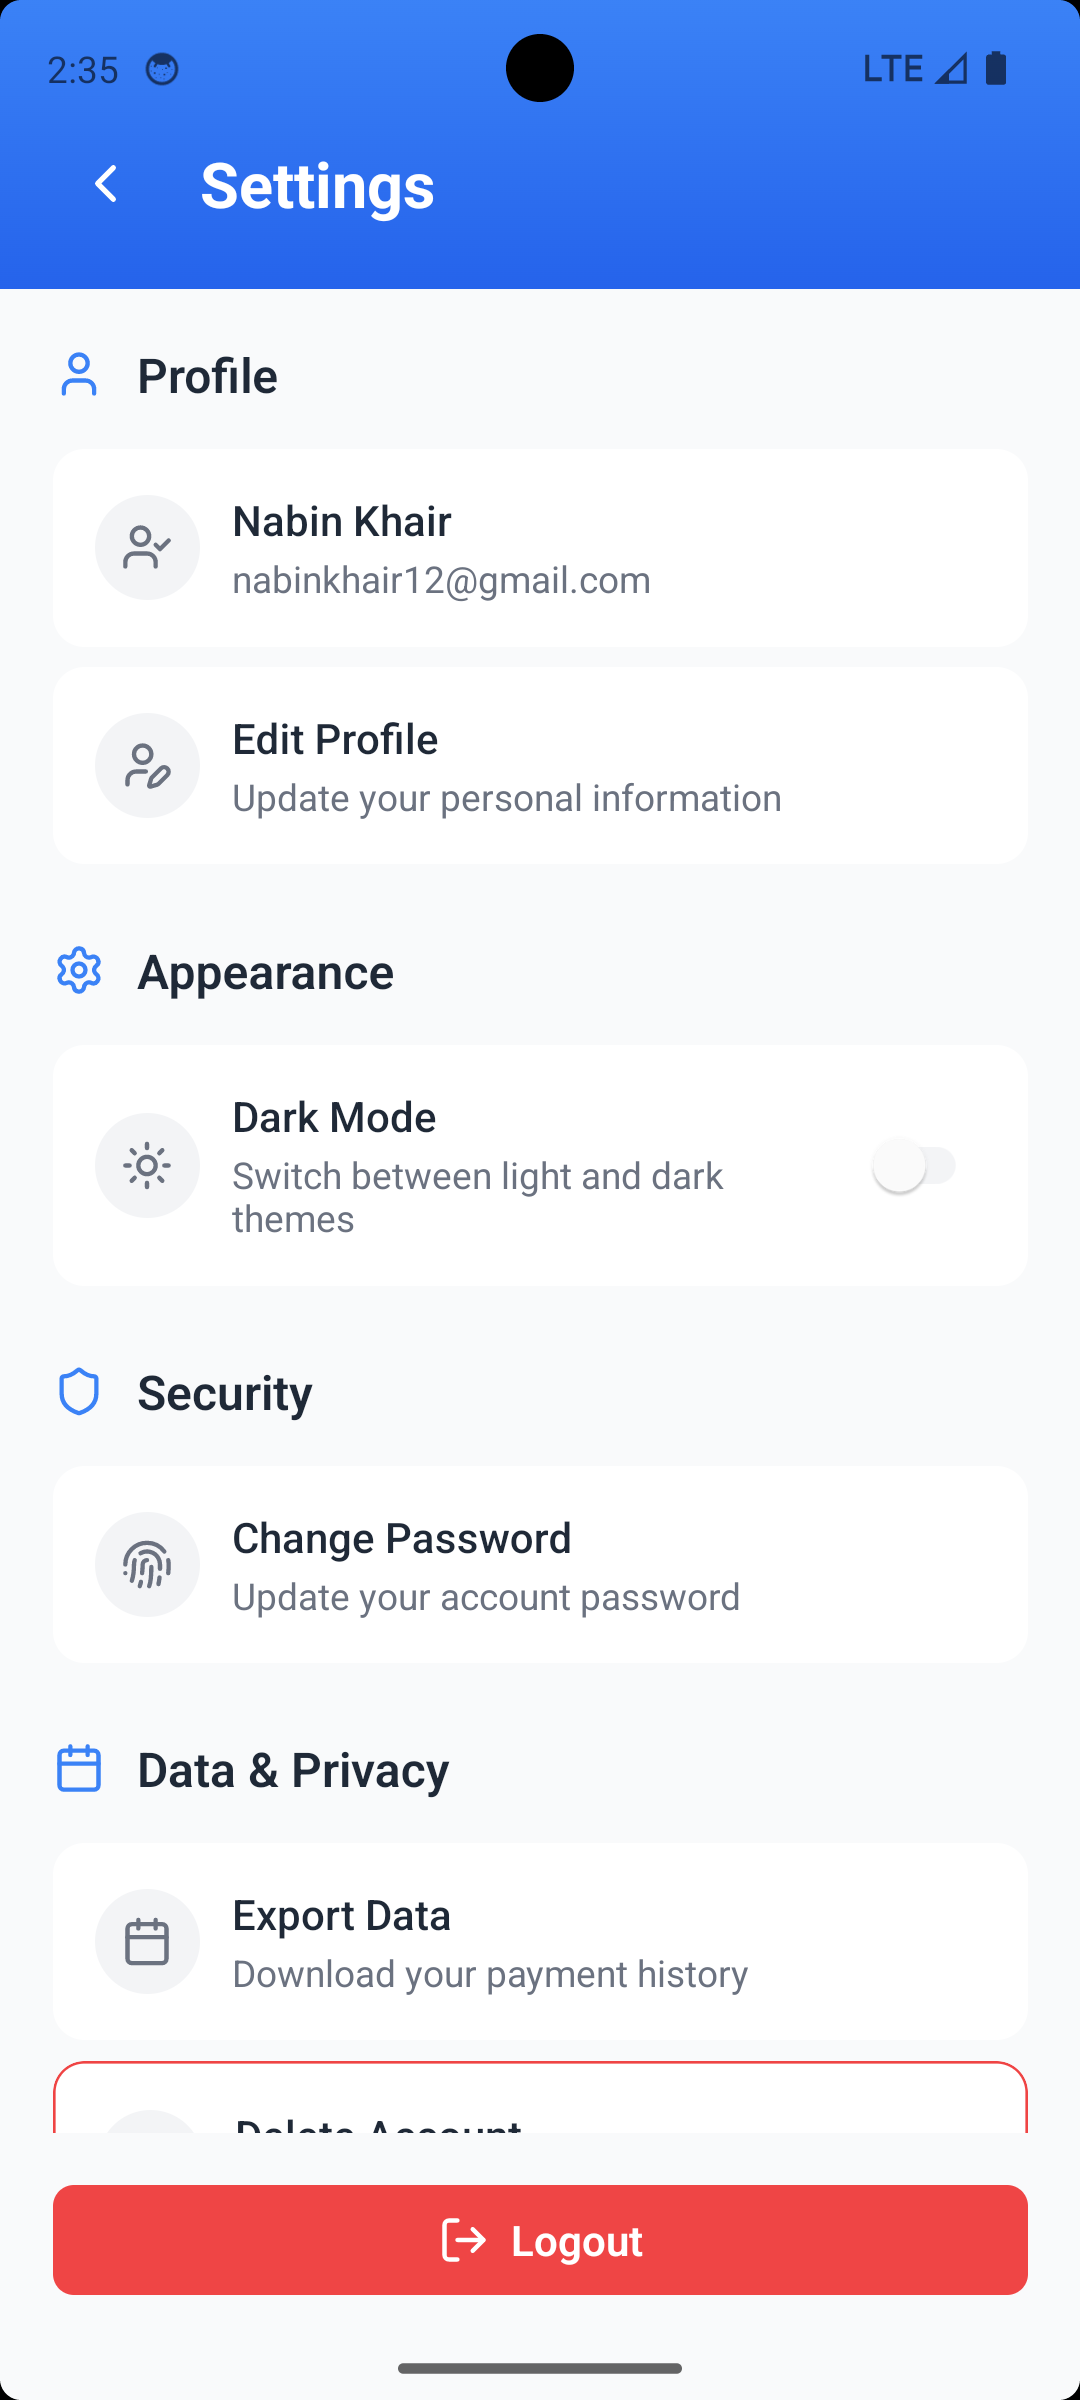 2:35
LTE
Settings
Profile
Nabin Khair
nabinkhair12@gmail.com
Edit Profile
Update your personal information
Appearance
Dark Mode
Switch between light and dark
themes
Security
Change Password
Update your account password
Data & Privacy
Export Data
Download your payment history
Delete Account
Logout